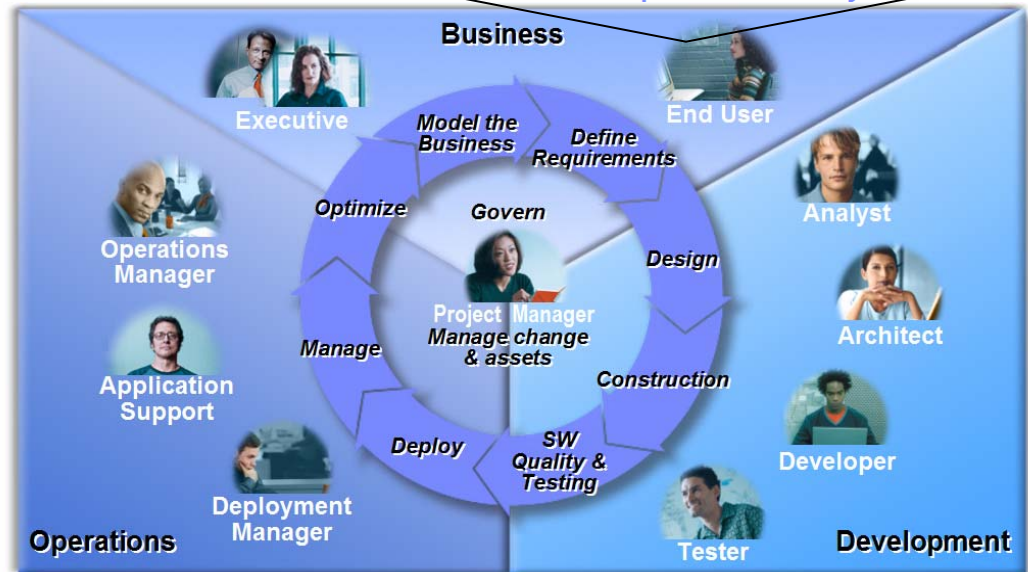 Business
Executive
End User
Model the
Business
Define
Requirements
Analyst
Optimize
Govern
Operations
Manager
Design
Project Manager
Manage change
& assets
Architect
Manage
Application
Support
Construction
Deploy
SW
Quality &
Testing
Developer
Deployment
Manager
Tester
Operations
Development